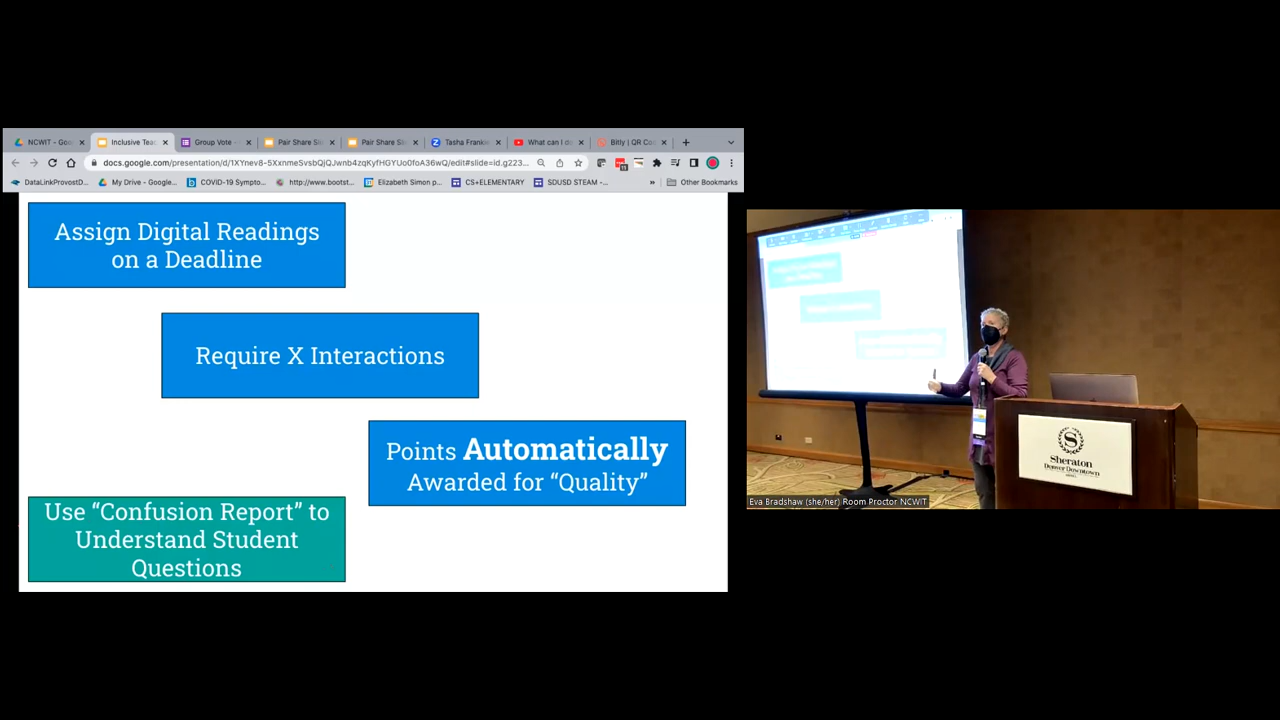 NCWIT - Goo
Inclusive Tea
Group Vote -
Pair Share Sli
Pair Share Sli
Tasha Frankie
What can I do
Bitly | QR Co
docs.google.com/presentation/d/1XYnev8-5XxnmeSvsbQjQJwnb4zqKyfHGYUo0foA36wQ/edit#slide=id.g223...
DataLinkProvostD...
My Drive - Google...
COVID-19 Sympto...
http://www.bootst...
Elizabeth Simon p...
CS+ELEMENTARY
SDUSD STEAM -...
»
Other Bookmarks
Assign Digital Readings
on a Deadline
Require X Interactions
Points Automatically
Awarded for “Quality”
Use “Confusion Report” to
Understand Student
Questions
S
Sheraton
Denver Downtown
Eva Bradshaw (she/her) Room Proctor NCWIT